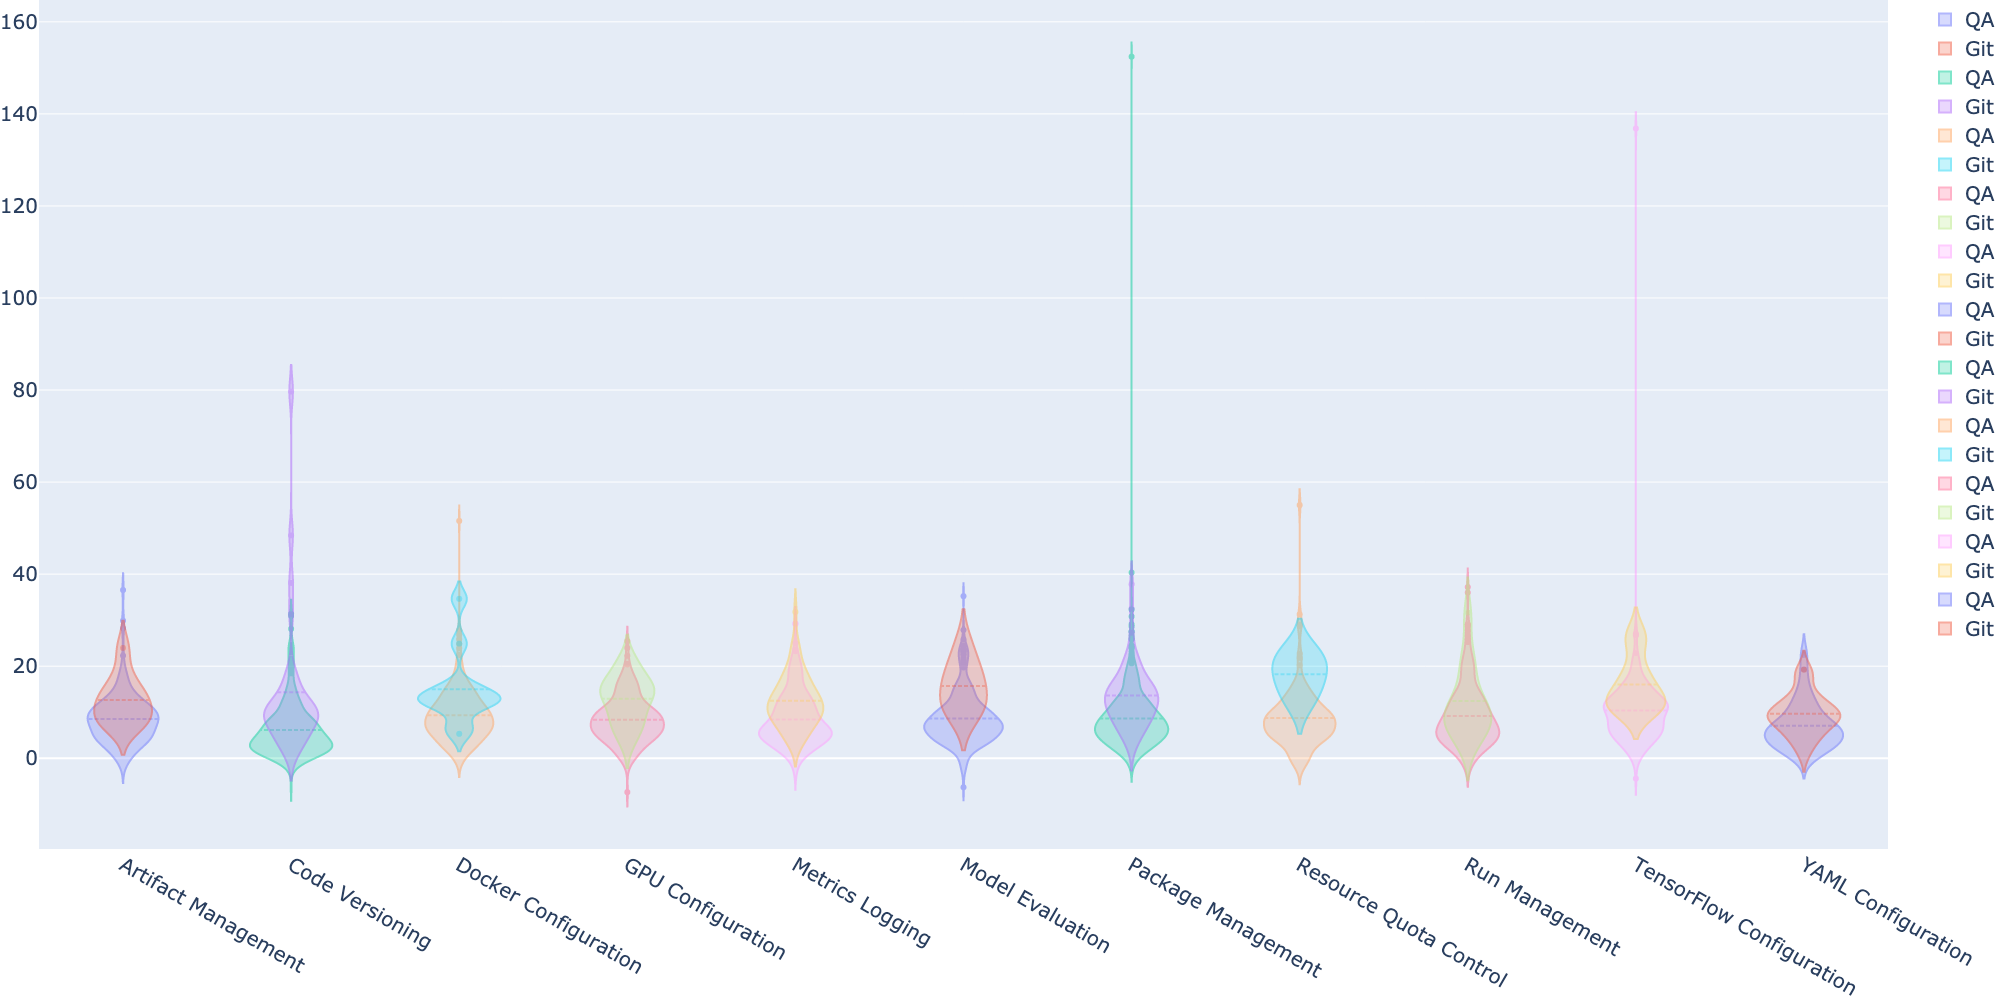 160
140
120
100
80
60
40
20
0
Artifact Management
Code Versioning
Docker Configuration
GPU Configuration
Metrics Logging
Model Evaluation
Package Management
Resource Quota Control
Run Management
TensorFlow Configuration
YAML Configuration
QA
Git
QA
Git
QA
Git
QA
Git
QA
Git
QA
Git
QA
Git
QA
Git
QA
Git
QA
Git
QA
Git